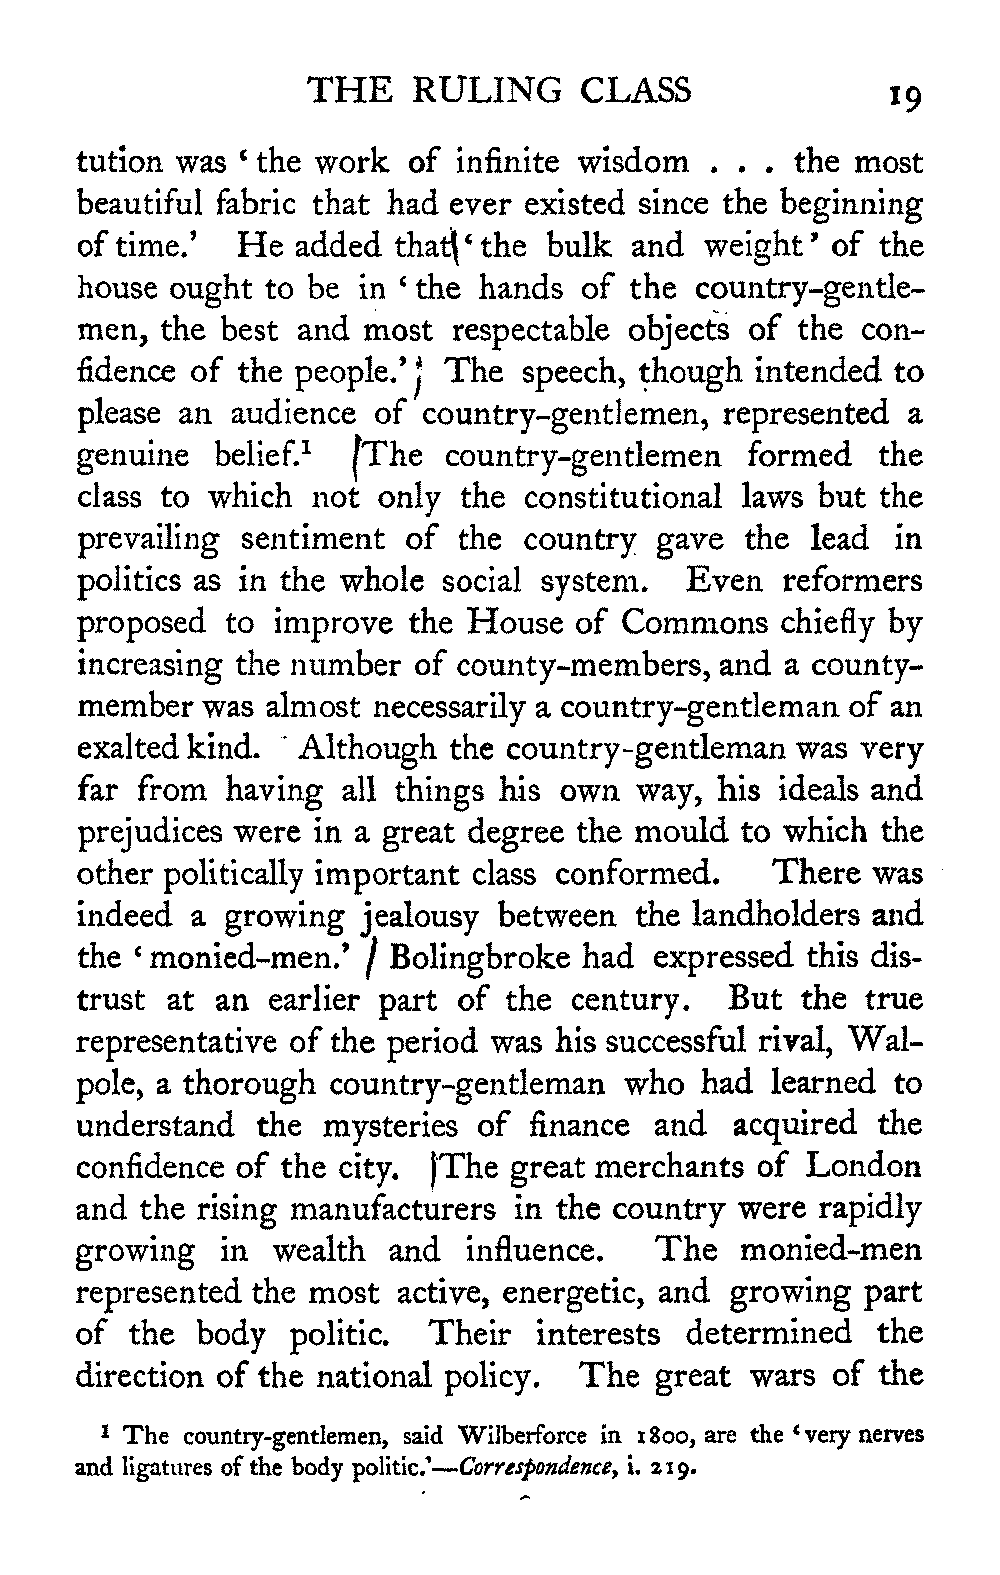 THE RULING CLASS 19
tution was ‘the work of infinite wisdom . . . the most
beautiful fabric that had ever existed since the beginning
of time.’ He added that ‘the bulk and weight’ of the
house ought to be in ‘the hands of the country-gentle-
men, the best and most respectable objects of the con-
fidence of the people.’ The speech, though intended to
please an audience of country-gentlemen, represented a
genuine belief.¹ The country-gentlemen formed the
class to which not only the constitutional laws but the
prevailing sentiment of the country gave the lead in
politics as in the whole social system. Even reformers
proposed to improve the House of Commons chiefly by
increasing the number of county-members, and a county-
member was almost necessarily a country-gentleman of an
exalted kind. Although the country-gentleman was very
far from having all things his own way, his ideals and
prejudices were in a great degree the mould to which the
other politically important class conformed. There was
indeed a growing jealousy between the landholders and
the ‘monied-men.’ Bolingbroke had expressed this dis-
trust at an earlier part of the century. But the true
representative of the period was his successful rival, Wal-
pole, a thorough country-gentleman who had learned to
understand the mysteries of finance and acquired the
confidence of the city. The great merchants of London
and the rising manufacturers in the country were rapidly
growing in wealth and influence. The monied-men
represented the most active, energetic, and growing part
of the body politic. Their interests determined the
direction of the national policy. The great wars of the
¹ The country-gentlemen, said Wilberforce in 1800, are the ‘very nerves
and ligatures of the body politic.’—Correspondence, i. 219.